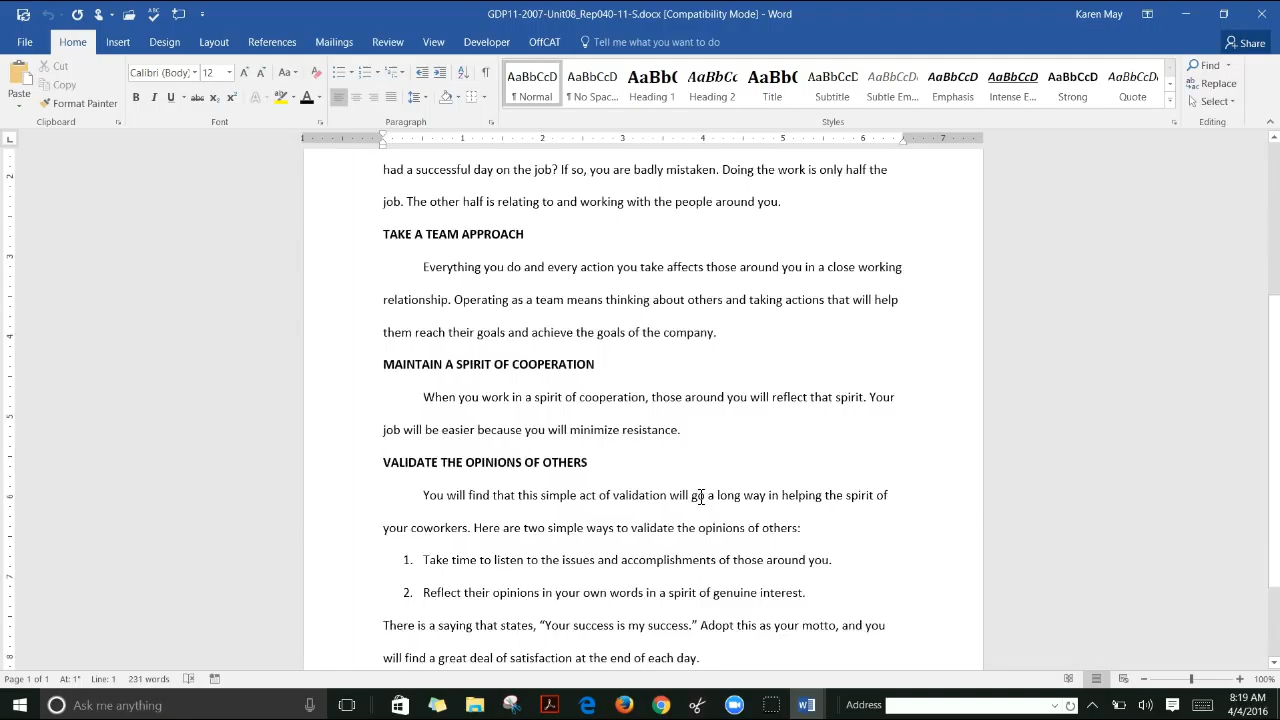 GDP11-2007-Unit08_Rep040-11-S.docx [Compatibility Mode] - Word
Karen May
File Home Insert Design Layout References Mailings Review View Developer OffCAT Tell me what you want to do Share
Paste
Cut
Copy
Format Painter
Calibri (Body) 12
AaBbCcD AaBbCcD AaBbC AaBbCc AaBbC AaBbCcD AaBbCcD AaBbCcD AaBbCcD AaBbCcD AaBbCcD
¶ Normal ¶ No Spac... Heading 1 Heading 2 Title Subtitle Subtle Em... Emphasis Intense E... Strong Quote
Find
Replace
Select
Clipboard Font Paragraph Styles Editing
1 1 2 3 4 5 6 7
had a successful day on the job? If so, you are badly mistaken. Doing the work is only half the
job. The other half is relating to and working with the people around you.
TAKE A TEAM APPROACH
Everything you do and every action you take affects those around you in a close working
relationship. Operating as a team means thinking about others and taking actions that will help
them reach their goals and achieve the goals of the company.
MAINTAIN A SPIRIT OF COOPERATION
When you work in a spirit of cooperation, those around you will reflect that spirit. Your
job will be easier because you will minimize resistance.
VALIDATE THE OPINIONS OF OTHERS
You will find that this simple act of validation will go a long way in helping the spirit of
your coworkers. Here are two simple ways to validate the opinions of others:
1. Take time to listen to the issues and accomplishments of those around you.
2. Reflect their opinions in your own words in a spirit of genuine interest.
There is a saying that states, “Your success is my success.” Adopt this as your motto, and you
will find a great deal of satisfaction at the end of each day.
Page 1 of 1 At: 1" Line: 1 231 words 100%
Ask me anything Address 8:19 AM
4/4/2016